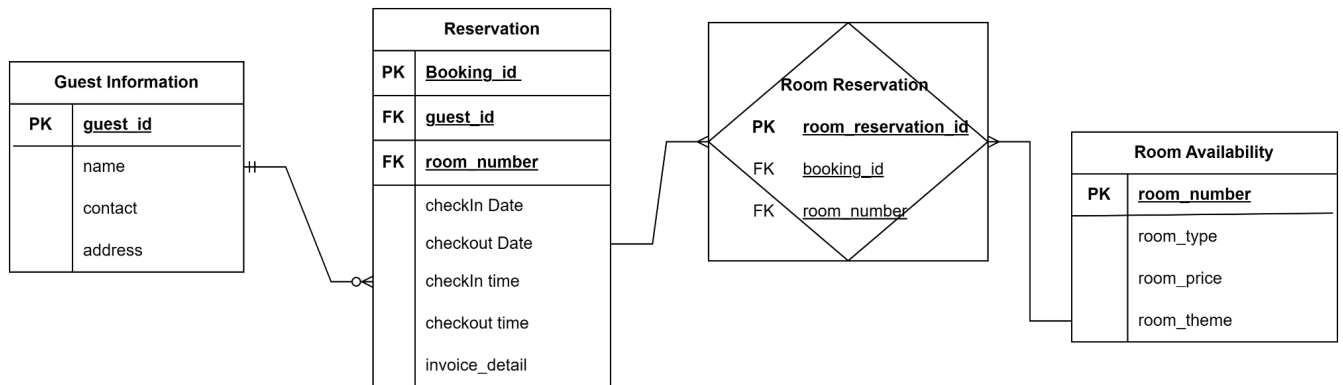 Guest Information
PK guest_id
name
contact
address
Reservation
PK Booking_id
FK guest_id
FK room_number
checkIn Date
checkout Date
checkIn time
checkout time
invoice_detail
Room Reservation
PK room_reservation_id
FK booking_id
FK room_number
Room Availability
PK room_number
room_type
room_price
room_theme